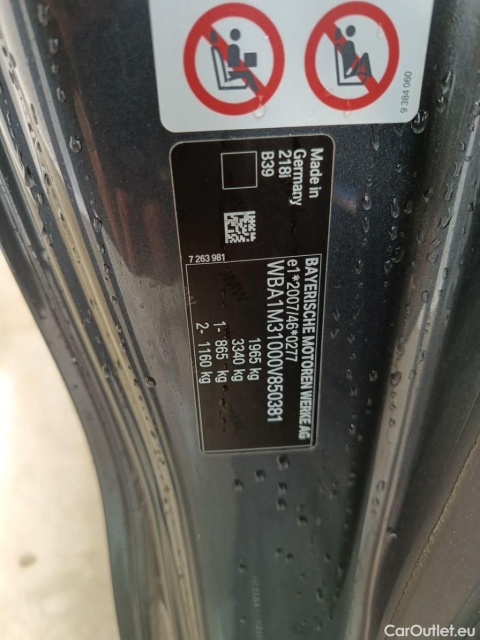 9 384 060
BAYERISCHE MOTOREN WERKE AG
e1*2007/46*0277
WBA1M31000V850381
1965 kg
3340 kg
1- 865 kg
2- 1160 kg
Made in
Germany
218i
B39
7 263 981
CarOutlet.eu